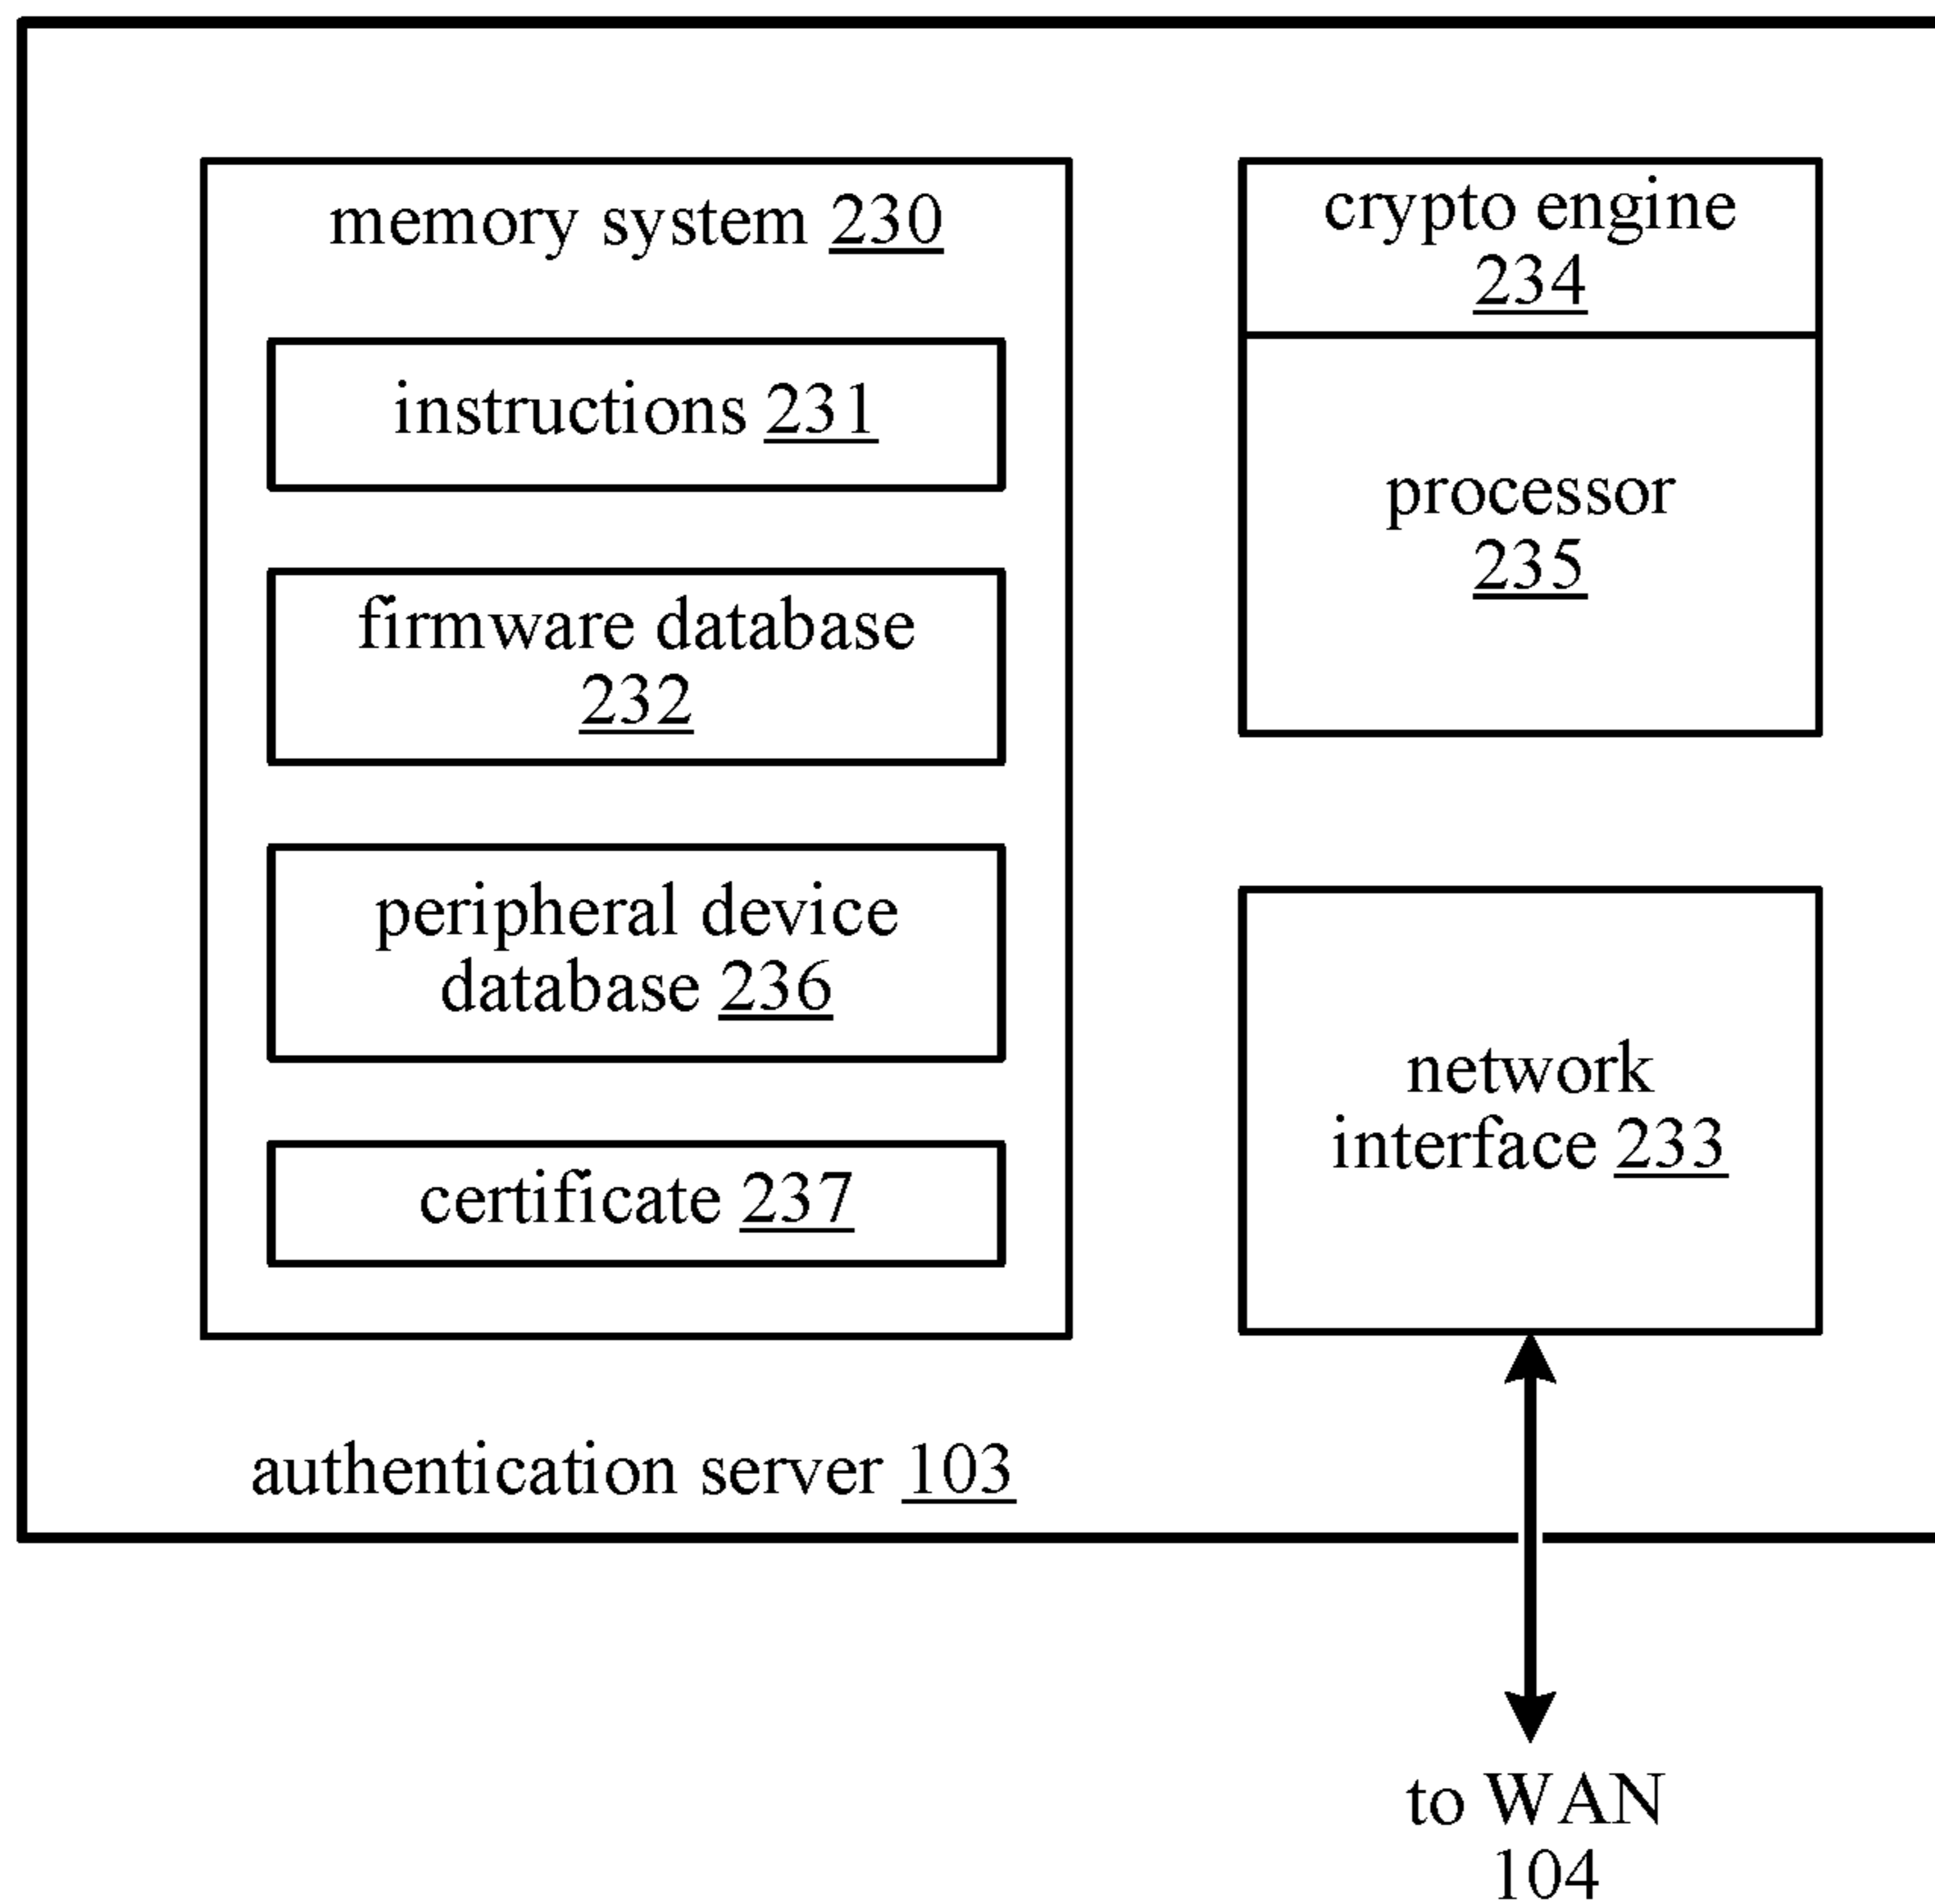 memory system 230
instructions 231
firmware database
232
peripheral device
database 236
certificate 237
crypto engine
234
processor
235
network
interface 233
authentication server 103
to WAN
104